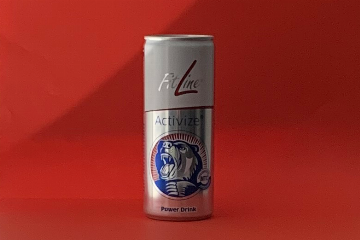 FitLine
Activize
Power Drink